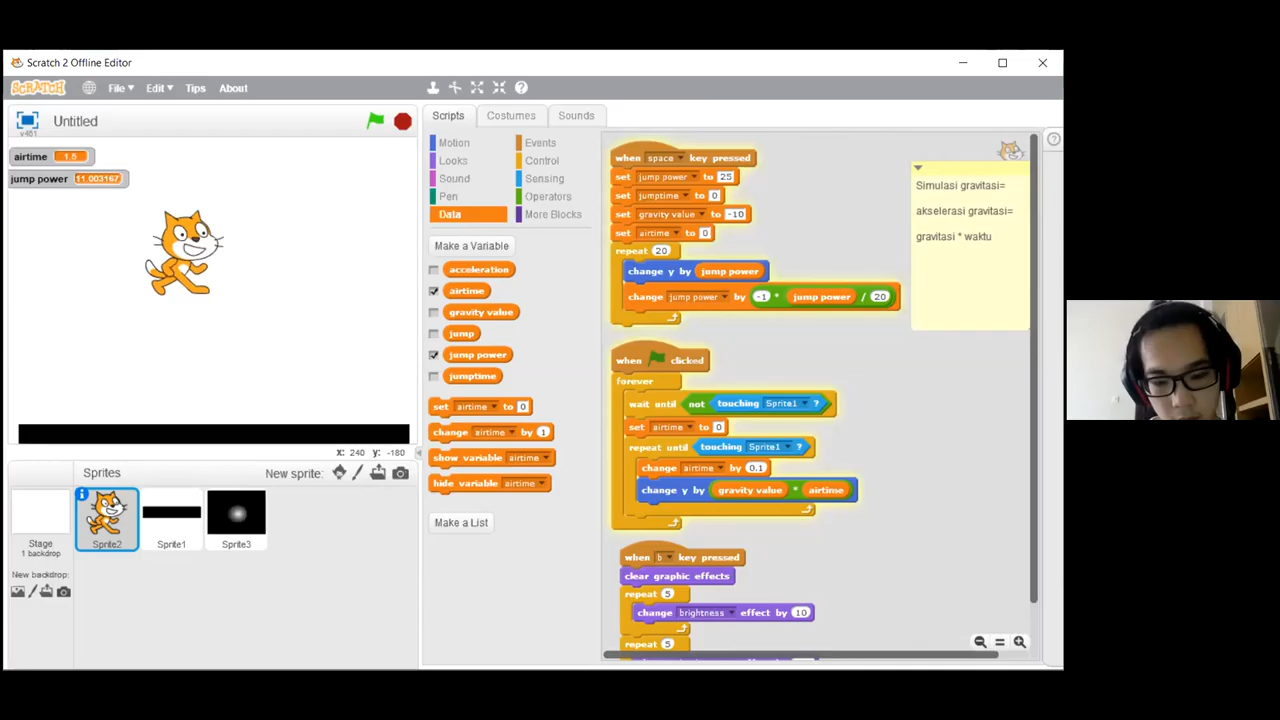 Scratch 2 Offline Editor
SCRATCH File Edit Tips About
v461 Untitled
airtime 1.5
jump power 11.003167
x: 240 y: -180
Sprites New sprite:
Stage
1 backdrop
New backdrop:
Sprite2
Sprite1
Sprite3
Scripts Costumes Sounds
Motion Events
Looks Control
Sound Sensing
Pen Operators
Data More Blocks
Make a Variable
acceleration
airtime
gravity value
jump
jump power
jumptime
set airtime to 0
change airtime by 1
show variable airtime
hide variable airtime
Make a List
when space key pressed
set jump power to 25
set jumptime to 0
set gravity value to -10
set airtime to 0
repeat 20
change y by jump power
change jump power by -1 * jump power / 20
when clicked
forever
wait until not touching Sprite1 ?
set airtime to 0
repeat until touching Sprite1 ?
change airtime by 0.1
change y by gravity value * airtime
when b key pressed
clear graphic effects
repeat 5
change brightness effect by 10
repeat 5
Simulasi gravitasi=
akselerasi gravitasi=
gravitasi * waktu